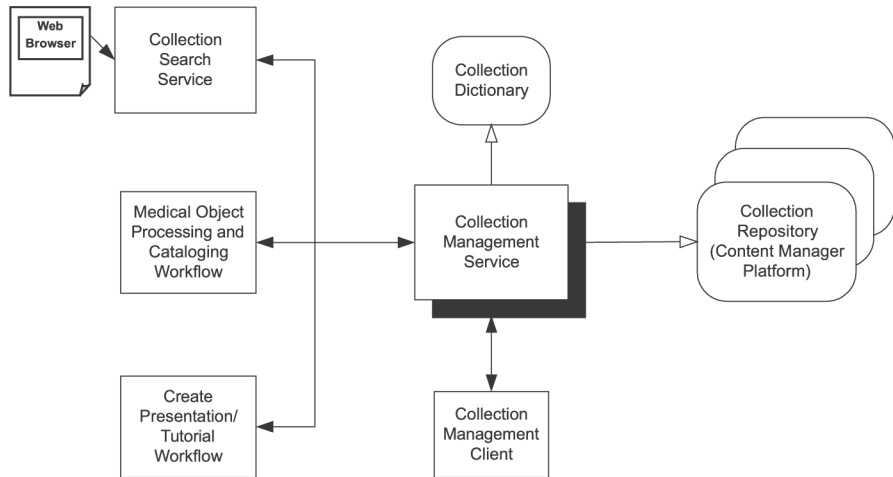 Web
Browser
Collection
Search
Service
Collection
Dictionary
Medical Object
Processing and
Cataloging
Workflow
Collection
Management
Service
Collection
Repository
(Content Manager
Platform)
Create
Presentation/
Tutorial
Workflow
Collection
Management
Client